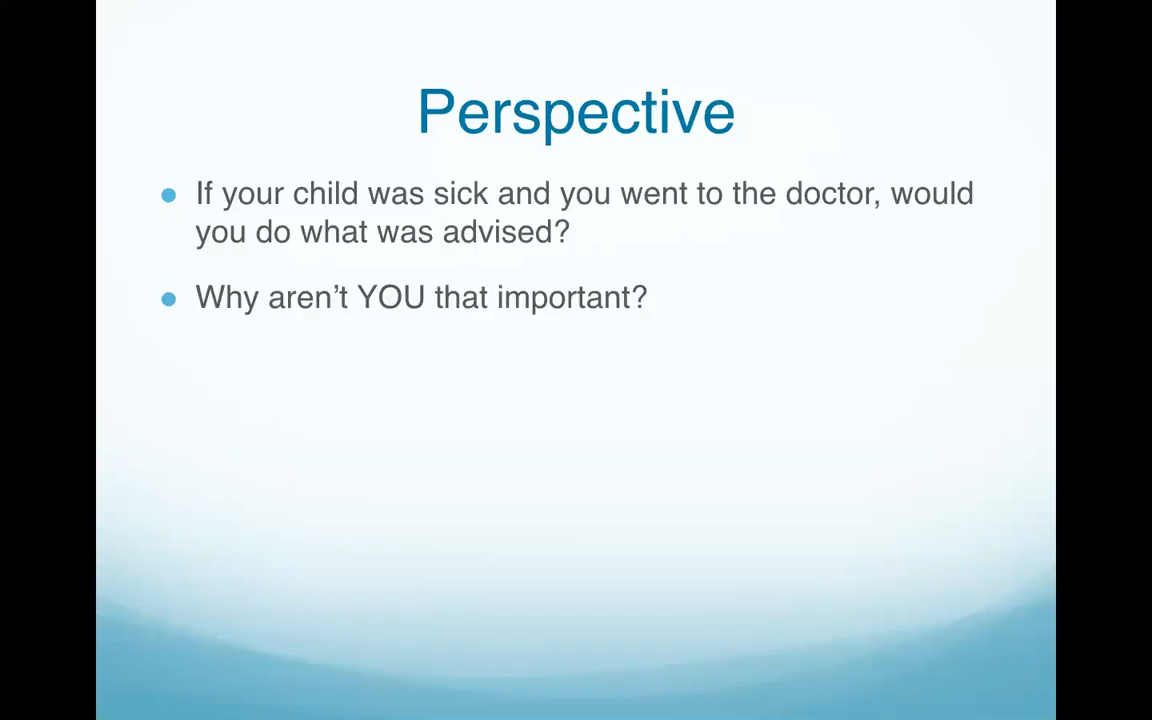 Perspective
If your child was sick and you went to the doctor, would
you do what was advised?
Why aren’t YOU that important?